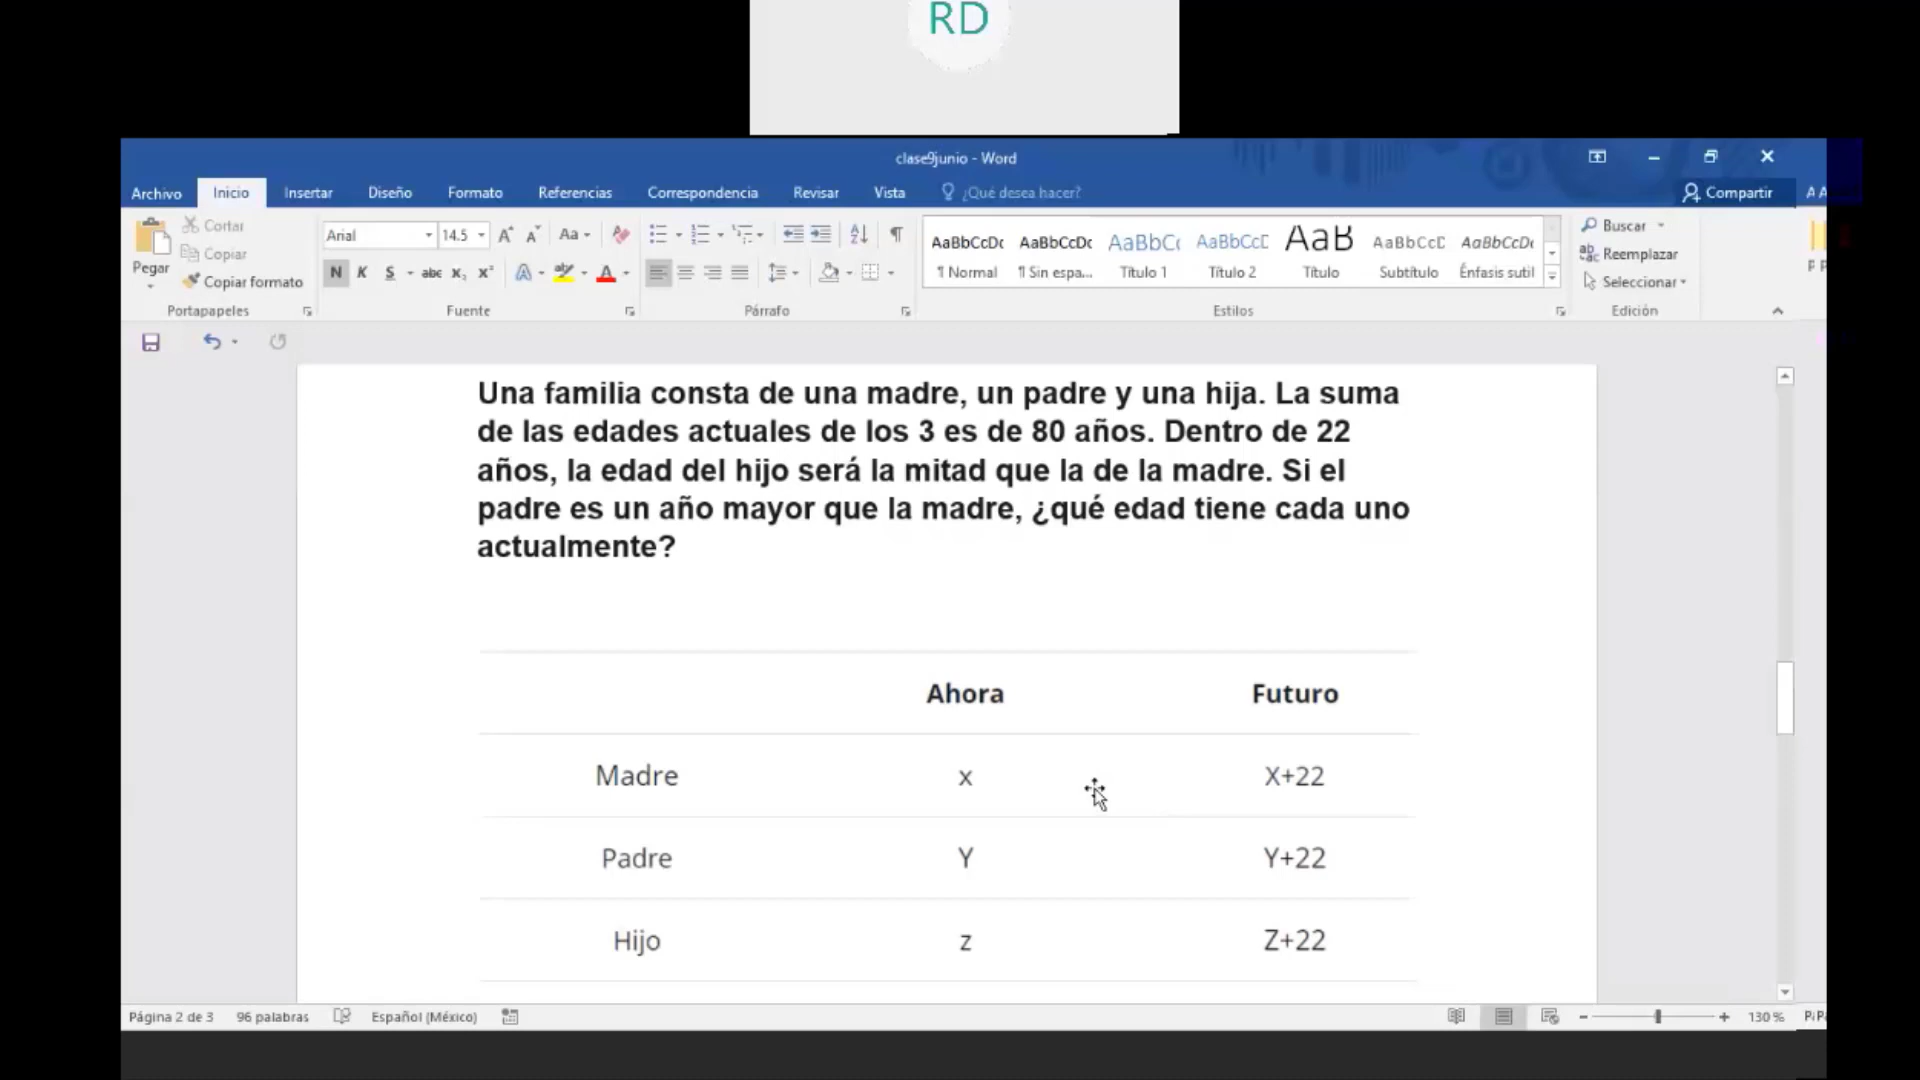 RD
clase9junio - Word
Archivo Inicio Insertar Diseño Formato Referencias Correspondencia Revisar Vista ¿Qué desea hacer? Compartir
Pegar
Cortar
Copiar
Copiar formato
Portapapeles
Arial 14.5
N K S abc x₂ x²
Fuente
Párrafo
AaBbCcDc AaBbCcDc AaBbC( AaBbCcD AaB AaBbCcD AaBbCcDc
¶ Normal ¶ Sin espa... Título 1 Título 2 Título Subtítulo Énfasis sutil
Estilos
Buscar
Reemplazar
Seleccionar
Edición
Una familia consta de una madre, un padre y una hija. La suma
de las edades actuales de los 3 es de 80 años. Dentro de 22
años, la edad del hijo será la mitad que la de la madre. Si el
padre es un año mayor que la madre, ¿qué edad tiene cada uno
actualmente?
Ahora Futuro
Madre x X+22
Padre Y Y+22
Hijo z Z+22
Página 2 de 3 96 palabras Español (México) 130 %